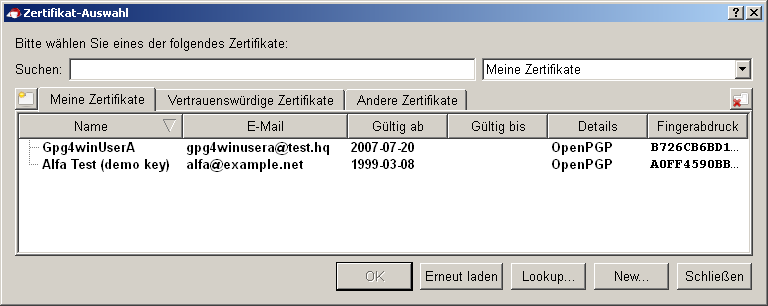 Zertifikat-Auswahl
Bitte wählen Sie eines der folgendes Zertifikate:
Suchen: Meine Zertifikate
Meine Zertifikate Vertrauenswürdige Zertifikate Andere Zertifikate
Name E-Mail Gültig ab Gültig bis Details Fingerabdruck
Gpg4winUserA gpg4winusera@test.hq 2007-07-20 OpenPGP B726CB6BD1...
Alfa Test (demo key) alfa@example.net 1999-03-08 OpenPGP A0FF4590BB...
OK Erneut laden Lookup... New... Schließen